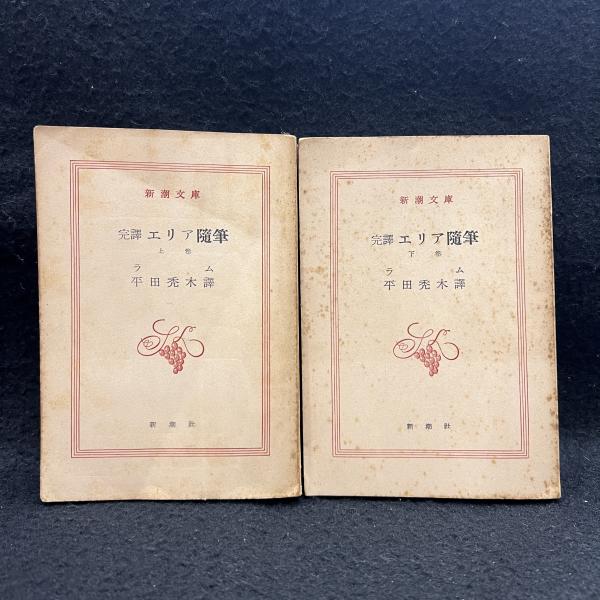 新潮文庫
完譯 エリア隨筆
上巻
ラム
平田禿木譯
新潮社
新潮文庫
完譯 エリア隨筆
下巻
ラム
平田禿木譯
新潮社